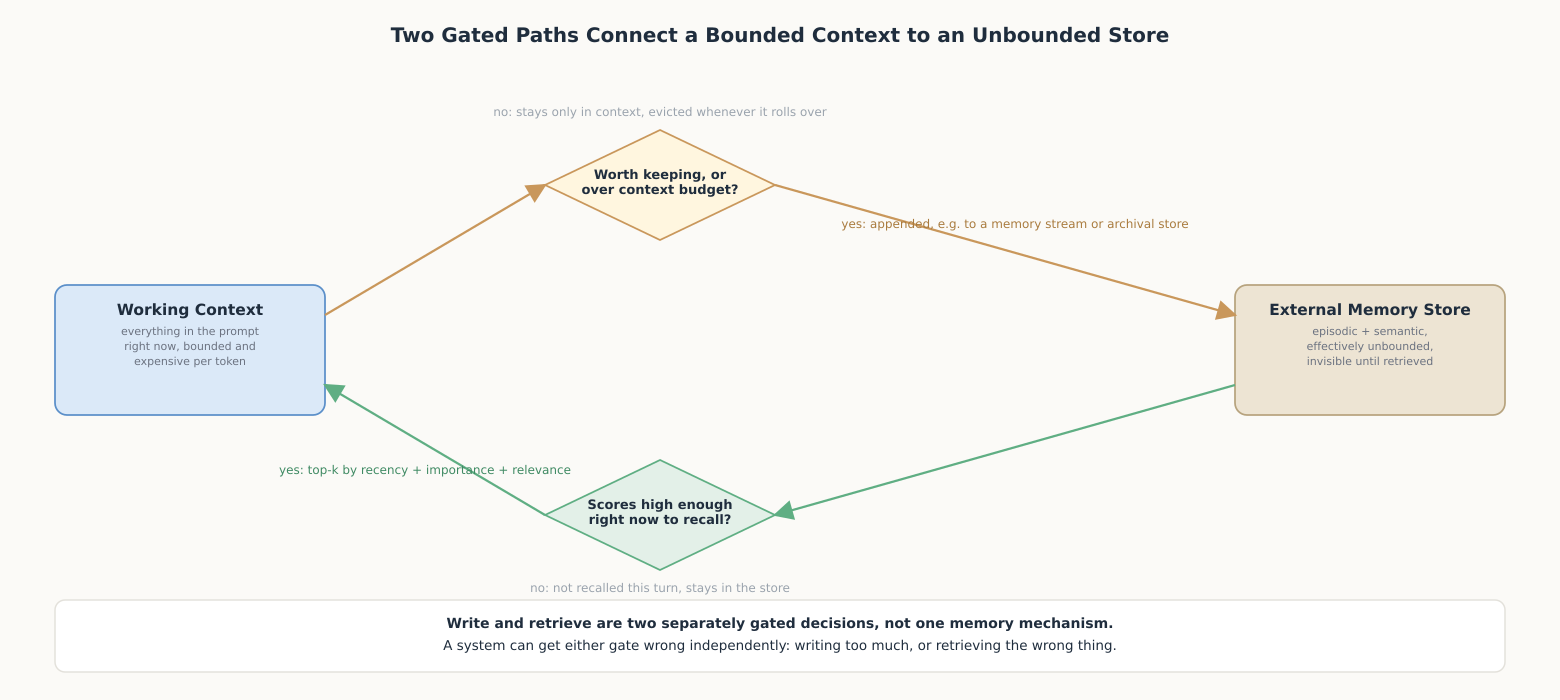 Two Gated Paths Connect a Bounded Context to an Unbounded Store
no: stays only in context, evicted whenever it rolls over
Worth keeping, or
over context budget?
yes: appended, e.g. to a memory stream or archival store
Working Context
everything in the prompt
right now, bounded and
expensive per token
External Memory Store
episodic + semantic,
effectively unbounded,
invisible until retrieved
yes: top-k by recency + importance + relevance
Scores high enough
right now to recall?
no: not recalled this turn, stays in the store
Write and retrieve are two separately gated decisions, not one memory mechanism.
A system can get either gate wrong independently: writing too much, or retrieving the wrong thing.